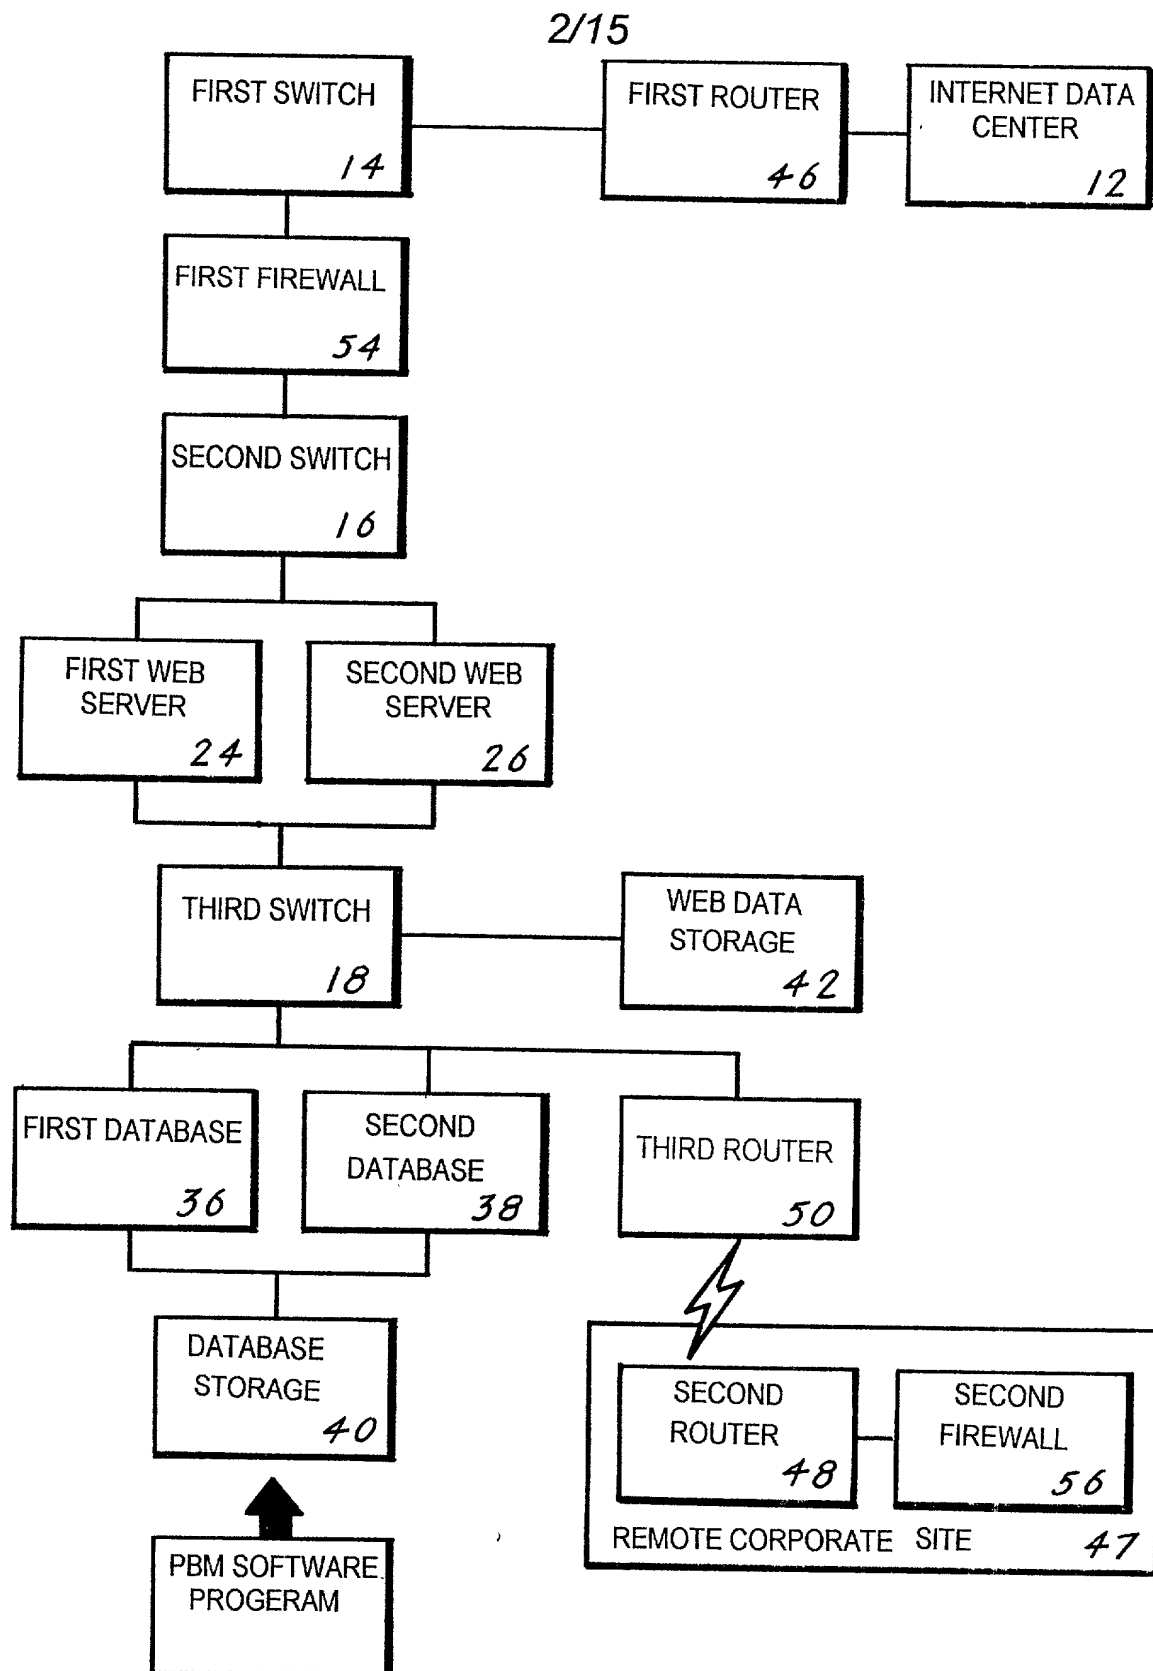 2/15
FIRST SWITCH
14
FIRST ROUTER
46
INTERNET DATA
CENTER
12
FIRST FIREWALL
54
SECOND SWITCH
16
FIRST WEB
SERVER
24
SECOND WEB
SERVER
26
THIRD SWITCH
18
WEB DATA
STORAGE
42
FIRST DATABASE
36
SECOND
DATABASE
38
THIRD ROUTER
50
DATABASE
STORAGE
40
SECOND
ROUTER
48
SECOND
FIREWALL
56
REMOTE CORPORATE SITE
47
PBM SOFTWARE
PROGERAM